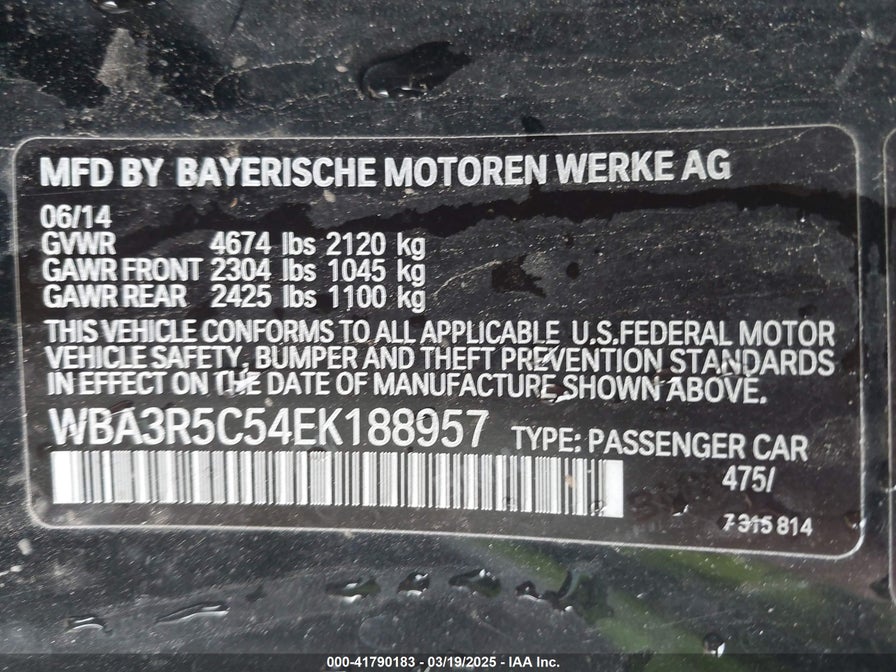 MFD BY BAYERISCHE MOTOREN WERKE AG
06/14
GVWR 4674 lbs 2120 kg
GAWR FRONT 2304 lbs 1045 kg
GAWR REAR 2425 lbs 1100 kg
THIS VEHICLE CONFORMS TO ALL APPLICABLE U.S.FEDERAL MOTOR
VEHICLE SAFETY, BUMPER AND THEFT PREVENTION STANDARDS
IN EFFECT ON THE DATE OF MANUFACTURE SHOWN ABOVE.
WBA3R5C54EK188957 TYPE: PASSENGER CAR
475/
7 315 814
000-41790183 - 03/19/2025 - IAA Inc.